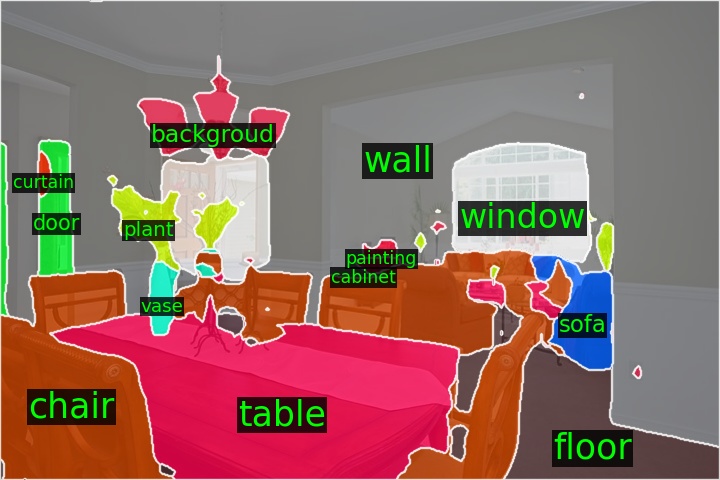 backgroud
wall
curtain
door
plant
window
painting
cabinet
vase
sofa
chair
table
floor